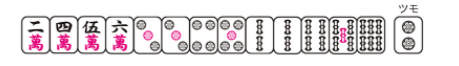 ツモ
二 四 伍 六
萬 萬 萬 萬